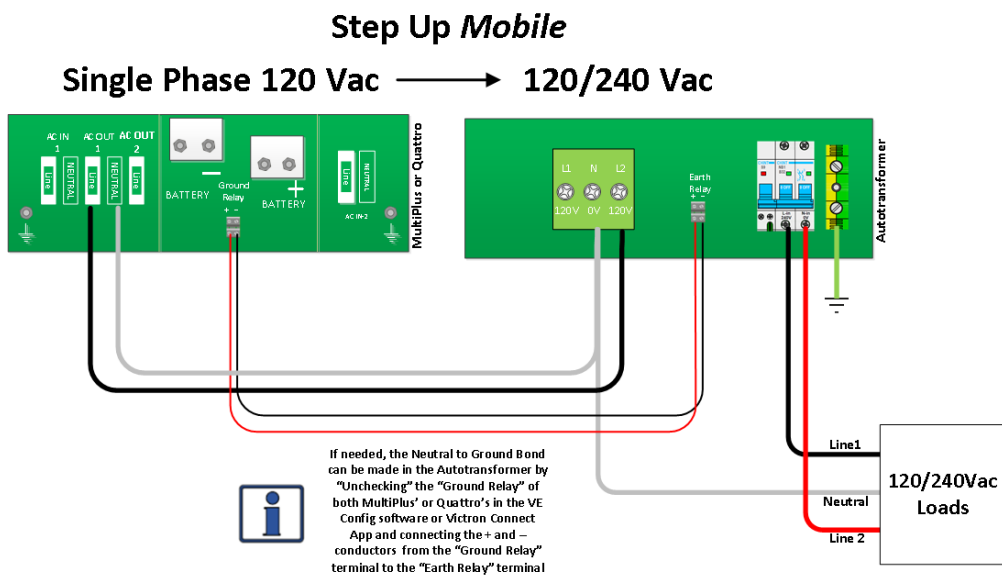 Step Up Mobile
Single Phase 120 Vac 120/240 Vac
AC IN
1
AC OUT
1
AC OUT
2
Line
NEUTRAL
Line
NEUTRAL
Line
BATTERY
−
Ground
Relay
+ -
+
BATTERY
Line
NEUTRAL
AC IN-2
MultiPlus or Quattro
L1 N L2
120V 0V 120V
Earth
Relay
+ -
Autotransformer
Line1
Neutral
Line 2
120/240Vac
Loads
If needed, the Neutral to Ground Bond
can be made in the Autotransformer by
“Unchecking” the “Ground Relay” of
both MultiPlus’ or Quattro’s in the VE
Config software or Victron Connect
App and connecting the + and –
conductors from the “Ground Relay”
terminal to the “Earth Relay” terminal